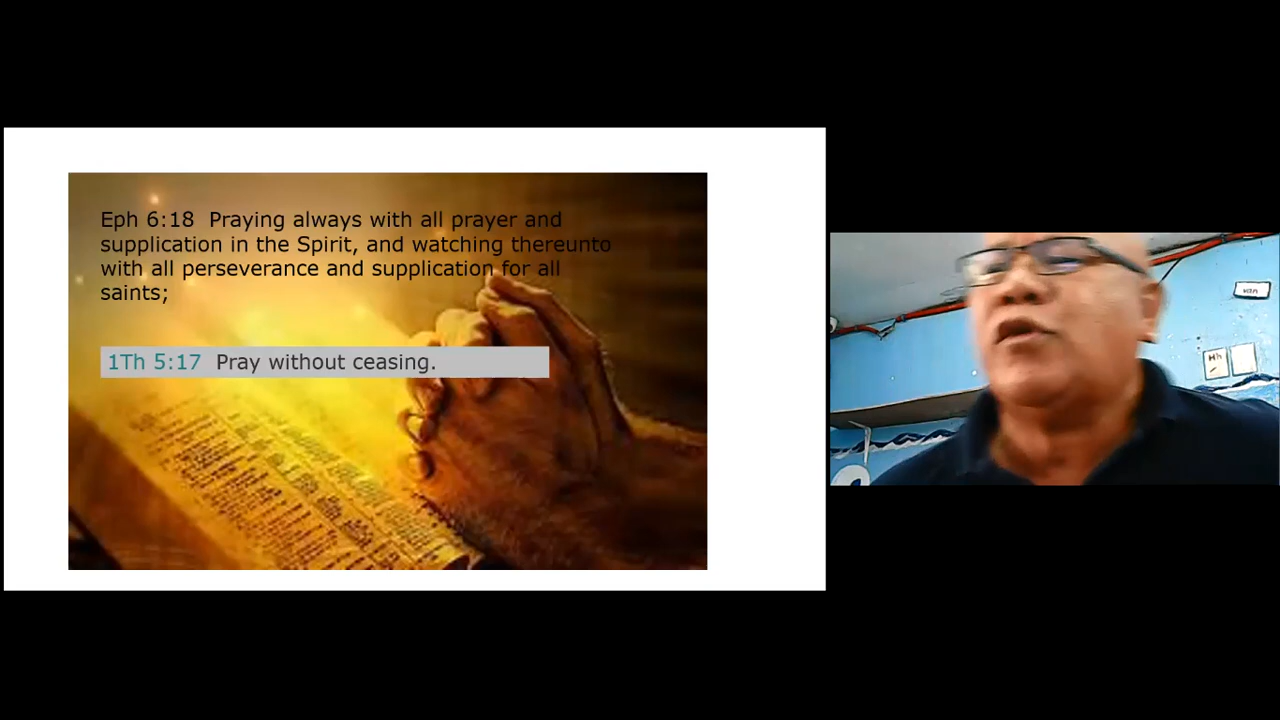 Eph 6:18  Praying always with all prayer and
supplication in the Spirit, and watching thereunto
with all perseverance and supplication for all
saints;
1Th 5:17  Pray without ceasing.
Hh